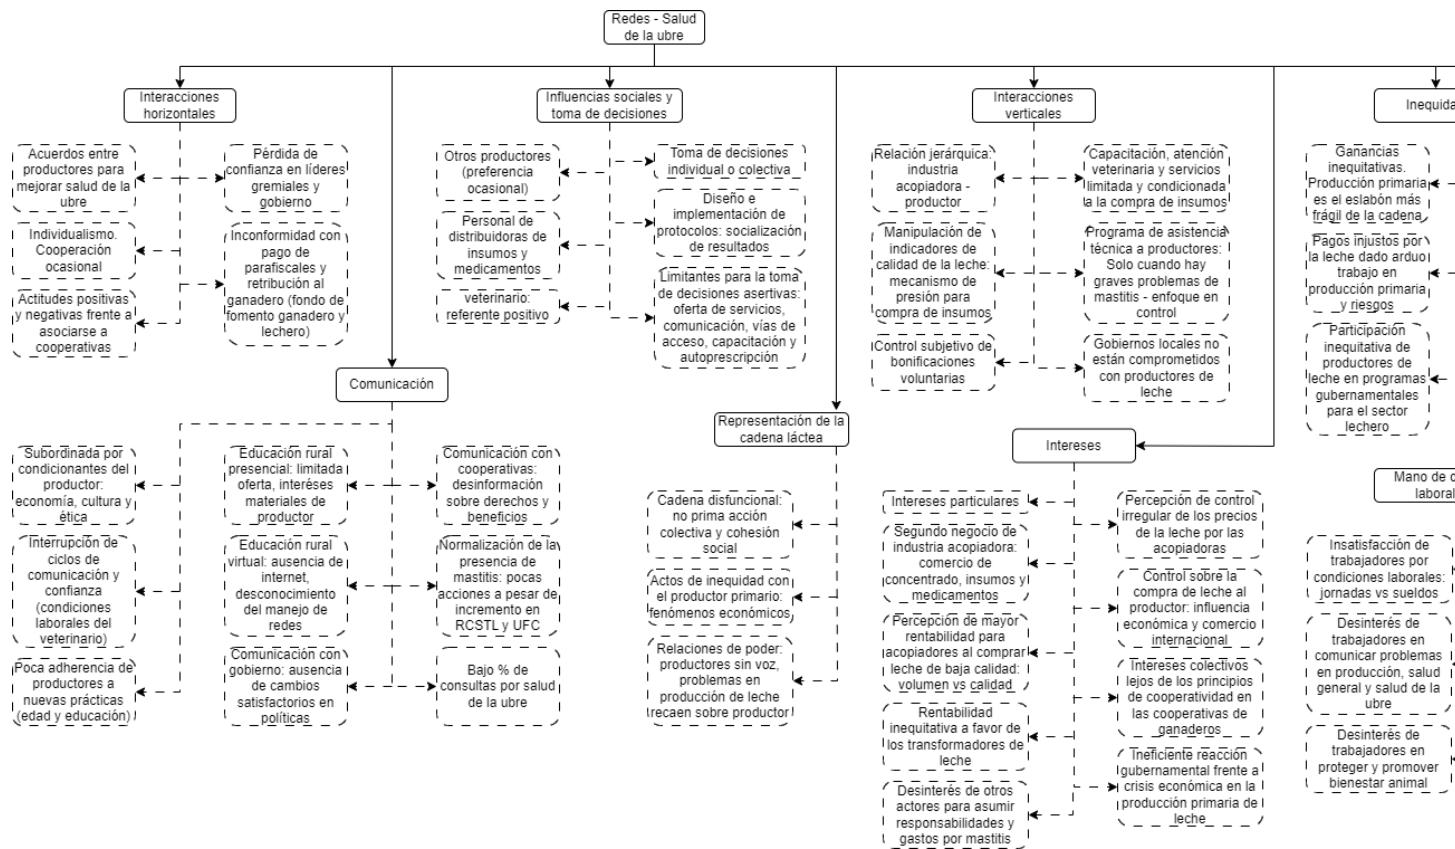 Redes - Salud
de la ubre
Interacciones
horizontales
Acuerdos entre
productores para
mejorar salud de la
ubre
Individualismo.
Cooperación
ocasional
Actitudes positivas
y negativas frente a
asociarse a
cooperativas
Pérdida de
confianza en líderes
gremiales y
gobierno
Inconformidad con
pago de
parafiscales y
retribución al
ganadero (fondo de
fomento ganadero y
lechero)
Comunicación
Subordinada por
condicionantes del
productor:
economía, cultura y
ética
Interrupción de
ciclos de
comunicación y
confianza
(condiciones
laborales del
veterinario)
Poca adherencia de
productores a
nuevas prácticas
(edad y educación)
Educación rural
presencial: limitada
oferta, interéses
materiales de
productor
Educación rural
virtual: ausencia de
internet,
desconocimiento
del manejo de
redes
Comunicación con
gobierno: ausencia
de cambios
satisfactorios en
políticas
Comunicación con
cooperativas:
desinformación
sobre derechos y
beneficios
Normalización de la
presencia de
mastitis: pocas
acciones a pesar de
incremento en
RCSTL y UFC
Bajo % de
consultas por salud
de la ubre
Influencias sociales y
toma de decisiones
Otros productores
(preferencia
ocasional)
Personal de
distribuidoras de
insumos y
medicamentos
veterinario:
referente positivo
Toma de decisiones
individual o colectiva
Diseño e
implementación de
protocolos: socialización
de resultados
Limitantes para la toma
de decisiones asertivas:
oferta de servicios,
comunicación, vías de
acceso, capacitación y
autoprescripción
Representación de la
cadena láctea
Cadena disfuncional:
no prima acción
colectiva y cohesión
social
Actos de inequidad con
el productor primario:
fenómenos económicos
Relaciones de poder:
productores sin voz,
problemas en
producción de leche
recaen sobre productor
Interacciones
verticales
Relación jerárquica:
industria
acopiadora -
productor
Manipulación de
indicadores de
calidad de la leche:
mecanismo de
presión para
compra de insumos
Control subjetivo de
bonificaciones
voluntarias
Capacitación, atención
veterinaria y servicios
limitada y condicionada
la la compra de insumos
Programa de asistencia
técnica a productores:
Solo cuando hay
graves problemas de
mastitis - enfoque en
control
Gobiernos locales no
están comprometidos
con productores de
leche
Intereses
Intereses particulares
Segundo negocio de
industria acopiadora:
comercio de
concentrado, insumos y
medicamentos
Percepción de mayor
rentabilidad para
acopiadores al comprar
leche de baja calidad:
volumen vs calidad
Rentabilidad
inequitativa a favor de
los transformadores de
leche
Desinterés de otros
actores para asumir
responsabilidades y
gastos por mastitis
Percepción de control
irregular de los precios
de la leche por las
acopiadoras
Control sobre la
compra de leche al
productor: influencia
económica y comercio
internacional
Intereses colectivos
lejos de los principios
de cooperatividad en
las cooperativas de
ganaderos
Ineficiente reacción
gubernamental frente a
crisis económica en la
producción primaria de
leche
Inequida
Ganancias
inequitativas.
Producción primaria
es el eslabón más
frágil de la cadena
Pagos injustos por
la leche dado arduo
trabajo en
producción primaria
y riesgos
Participación
inequitativa de
productores de
leche en programas
gubernamentales
para el sector
lechero
Mano de o
laboral
Insatisfacción de
trabajadores por
condiciones laborales:
jornadas vs sueldos
Desinterés de
trabajadores en
comunicar problemas
en producción, salud
general y salud de la
ubre
Desinterés de
trabajadores en
proteger y promover
bienestar animal